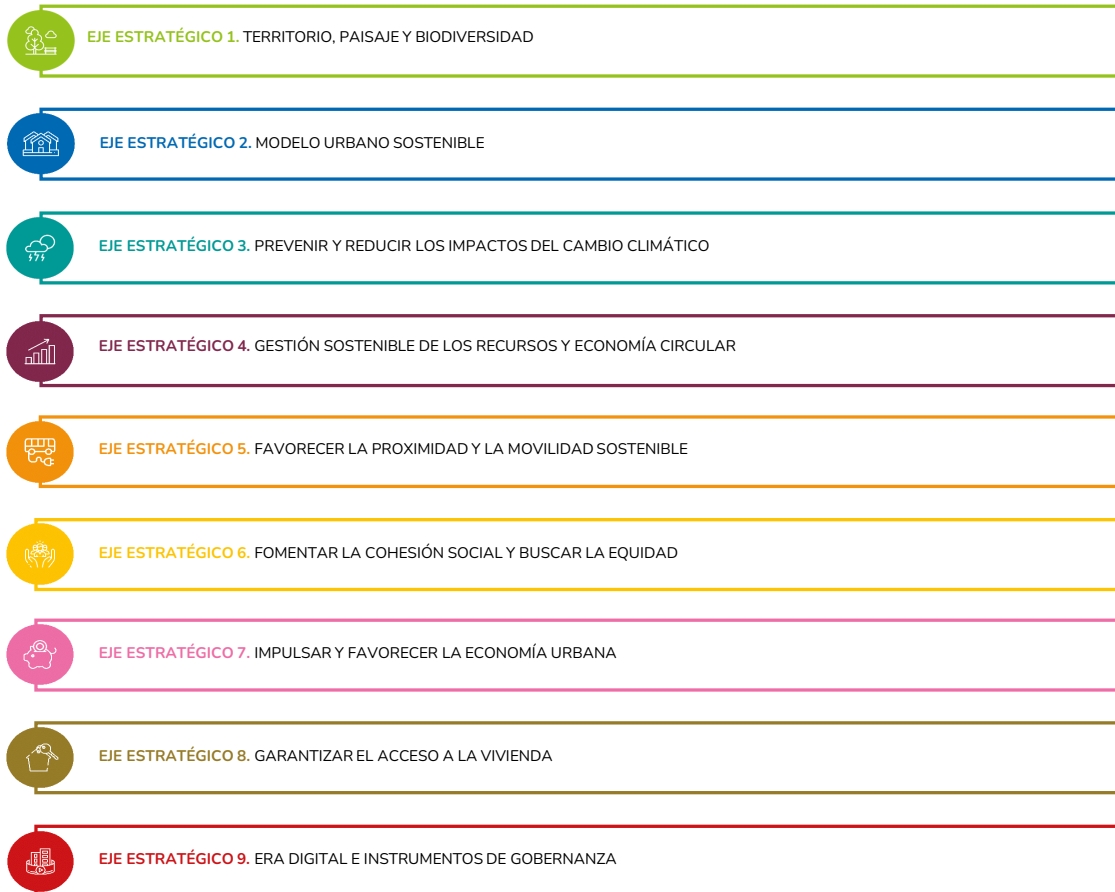 EJE ESTRATÉGICO 1. TERRITORIO, PAISAJE Y BIODIVERSIDAD
EJE ESTRATÉGICO 2. MODELO URBANO SOSTENIBLE
EJE ESTRATÉGICO 3. PREVENIR Y REDUCIR LOS IMPACTOS DEL CAMBIO CLIMÁTICO
EJE ESTRATÉGICO 4. GESTIÓN SOSTENIBLE DE LOS RECURSOS Y ECONOMÍA CIRCULAR
EJE ESTRATÉGICO 5. FAVORECER LA PROXIMIDAD Y LA MOVILIDAD SOSTENIBLE
EJE ESTRATÉGICO 6. FOMENTAR LA COHESIÓN SOCIAL Y BUSCAR LA EQUIDAD
EJE ESTRATÉGICO 7. IMPULSAR Y FAVORECER LA ECONOMÍA URBANA
EJE ESTRATÉGICO 8. GARANTIZAR EL ACCESO A LA VIVIENDA
EJE ESTRATÉGICO 9. ERA DIGITAL E INSTRUMENTOS DE GOBERNANZA